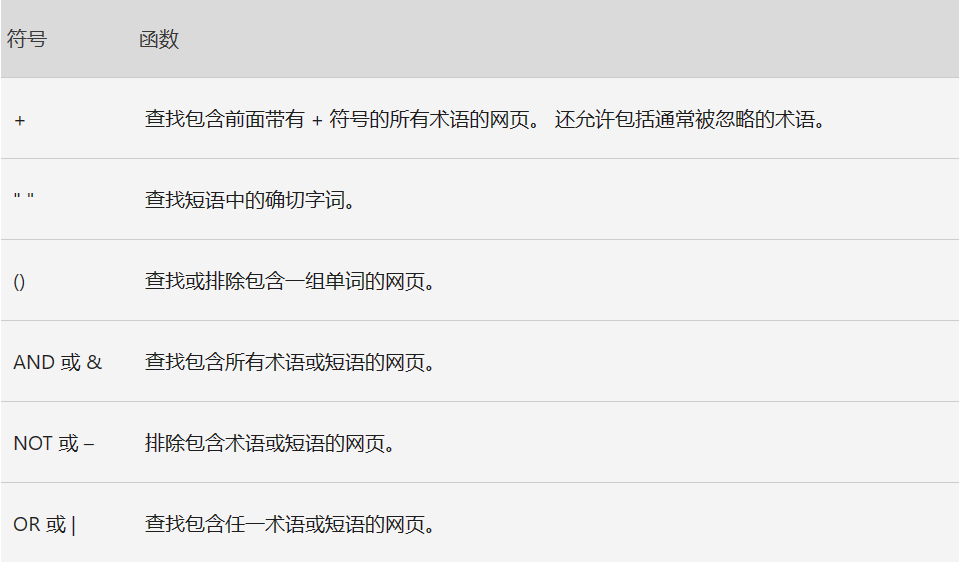 符号 函数
+ 查找包含前面带有 + 符号的所有术语的网页。 还允许包括通常被忽略的术语。
" " 查找短语中的确切字词。
() 查找或排除包含一组单词的网页。
AND 或 & 查找包含所有术语或短语的网页。
NOT 或 – 排除包含术语或短语的网页。
OR 或 | 查找包含任一术语或短语的网页。